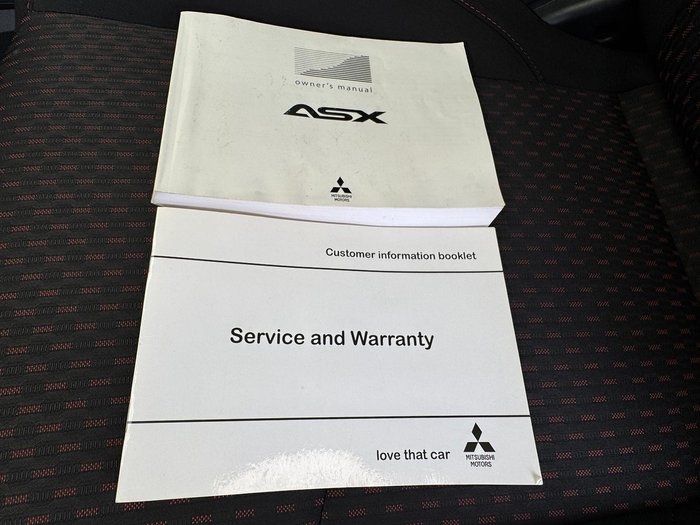 owner's manual
ASX
MITSUBISHI
MOTORS
Customer information booklet
Service and Warranty
love that car
MITSUBISHI
MOTORS